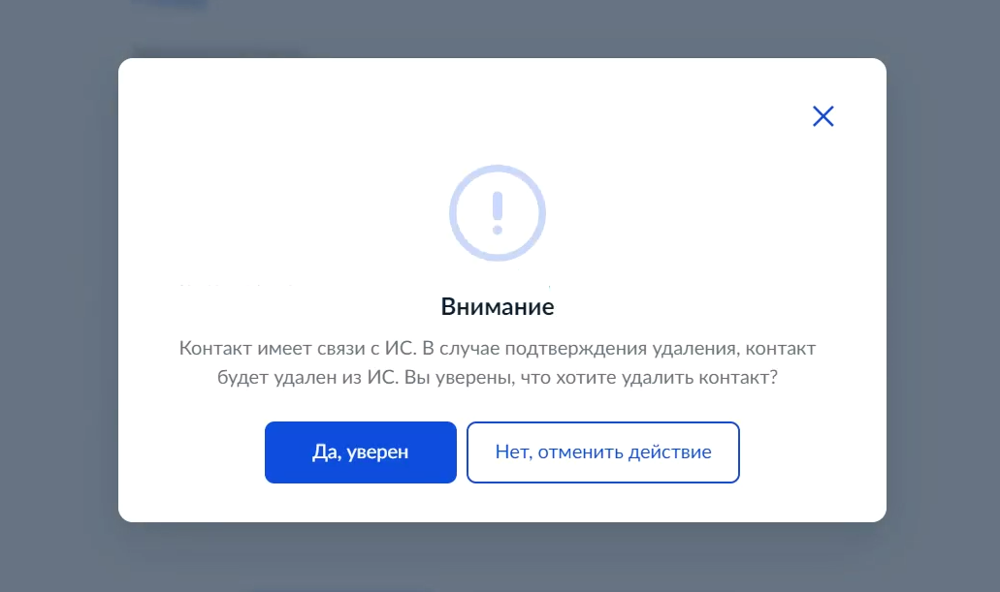 Внимание
Контакт имеет связи с ИС. В случае подтверждения удаления, контакт
будет удален из ИС. Вы уверены, что хотите удалить контакт?
Да, уверен
Нет, отменить действие